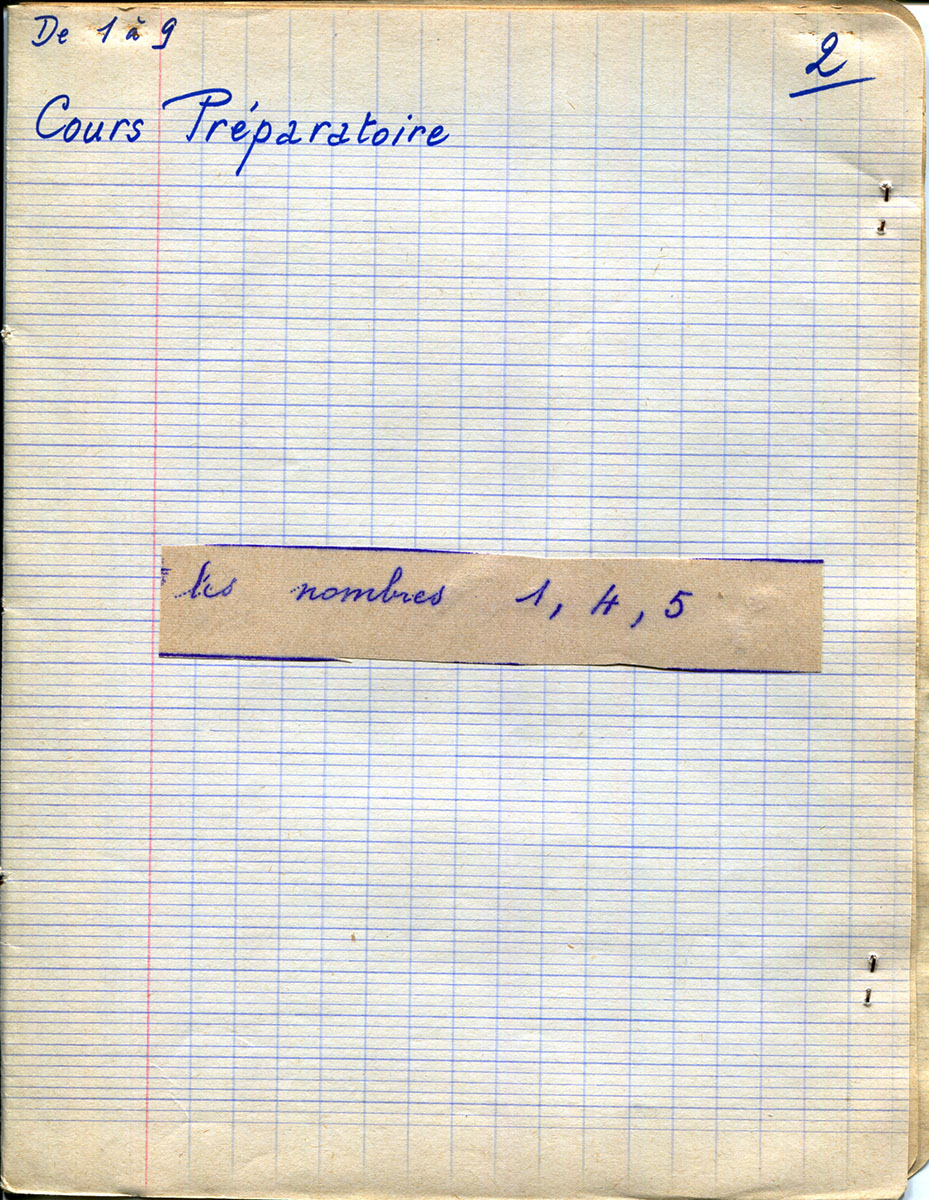 De 1 à 9
2
Cours Préparatoire
les nombres 1, 4, 5